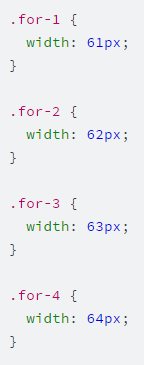 .for-1 {
  width: 61px;
}

.for-2 {
  width: 62px;
}

.for-3 {
  width: 63px;
}

.for-4 {
  width: 64px;
}